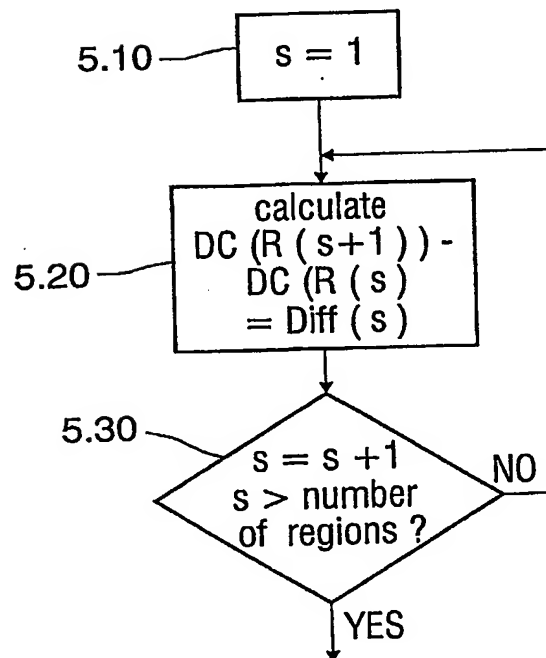 5.10
s = 1
calculate
DC (R ( s+1 )) -
DC (R ( s )
= Diff ( s )
5.20
5.30
s = s +1
s > number
of regions ?
NO
YES